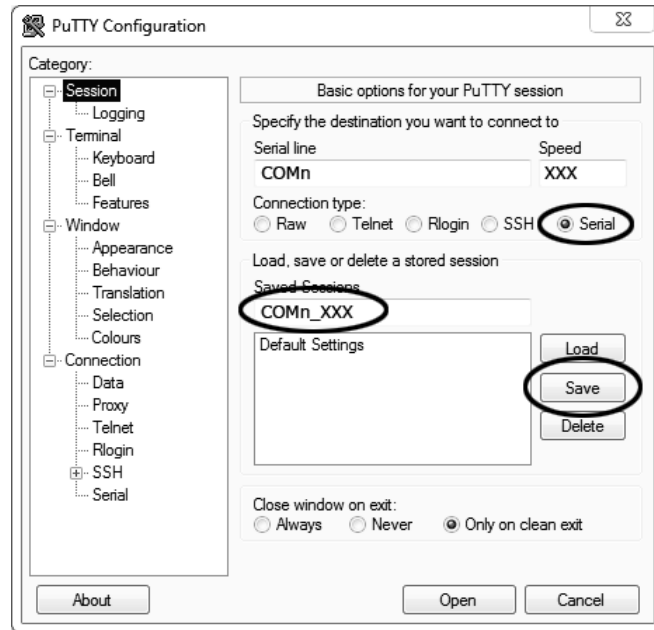 PuTTY Configuration
Category:
Session
Logging
Terminal
Keyboard
Bell
Features
Window
Appearance
Behaviour
Translation
Selection
Colours
Connection
Data
Proxy
Telnet
Rlogin
SSH
Serial
Basic options for your PuTTY session
Specify the destination you want to connect to
Serial line Speed
COMn XXX
Connection type:
Raw Telnet Rlogin SSH Serial
Load, save or delete a stored session
Saved Sessions
COMn_XXX
Default Settings
Load
Save
Delete
Close window on exit:
Always Never Only on clean exit
About Open Cancel